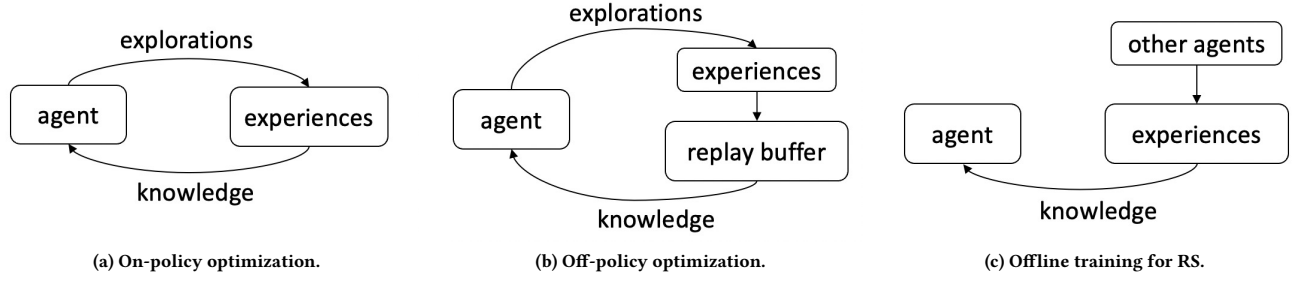 explorations
agent
experiences
knowledge
(a) On-policy optimization.
explorations
experiences
agent
replay buffer
knowledge
(b) Off-policy optimization.
other agents
agent
experiences
knowledge
(c) Offline training for RS.